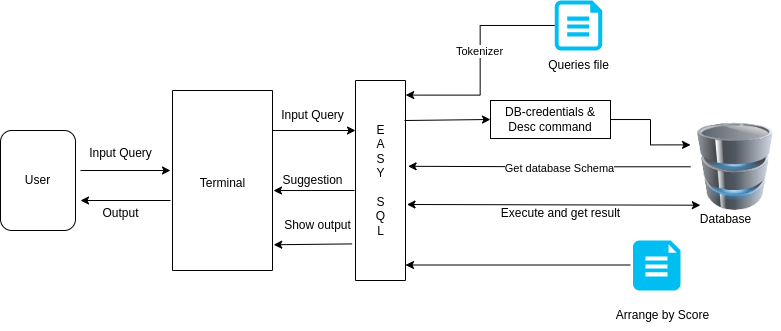 Tokenizer
Queries file
Input Query
DB-credentials &
Desc command
Input Query
E
A
S
Y
S
Q
L
User
Terminal
Suggestion
Get database Schema
Output
Show output
Execute and get result
Database
Arrange by Score